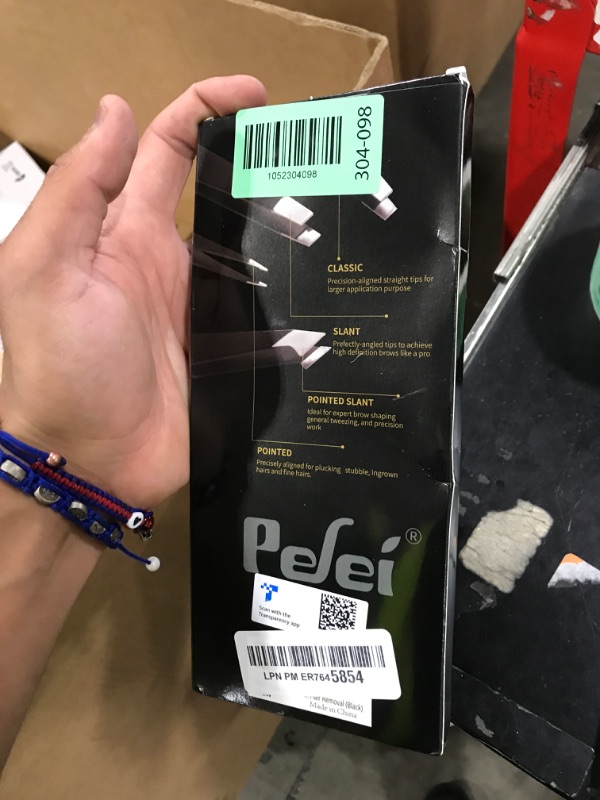 1052304098
304-098
CLASSIC
Precision-aligned straight tips for
larger application purpose
SLANT
Prefectly-angled tips to achieve
high definition brows like a pro
POINTED SLANT
Ideal for expert brow shaping
general tweezing, and precision
work
POINTED
Precisely aligned for plucking stubble, ingrown
hairs and fine hairs.
Pefei®
Scan with the
Transparency app
LPN PM ER7645854
Hair Removal (Black)
Made in China